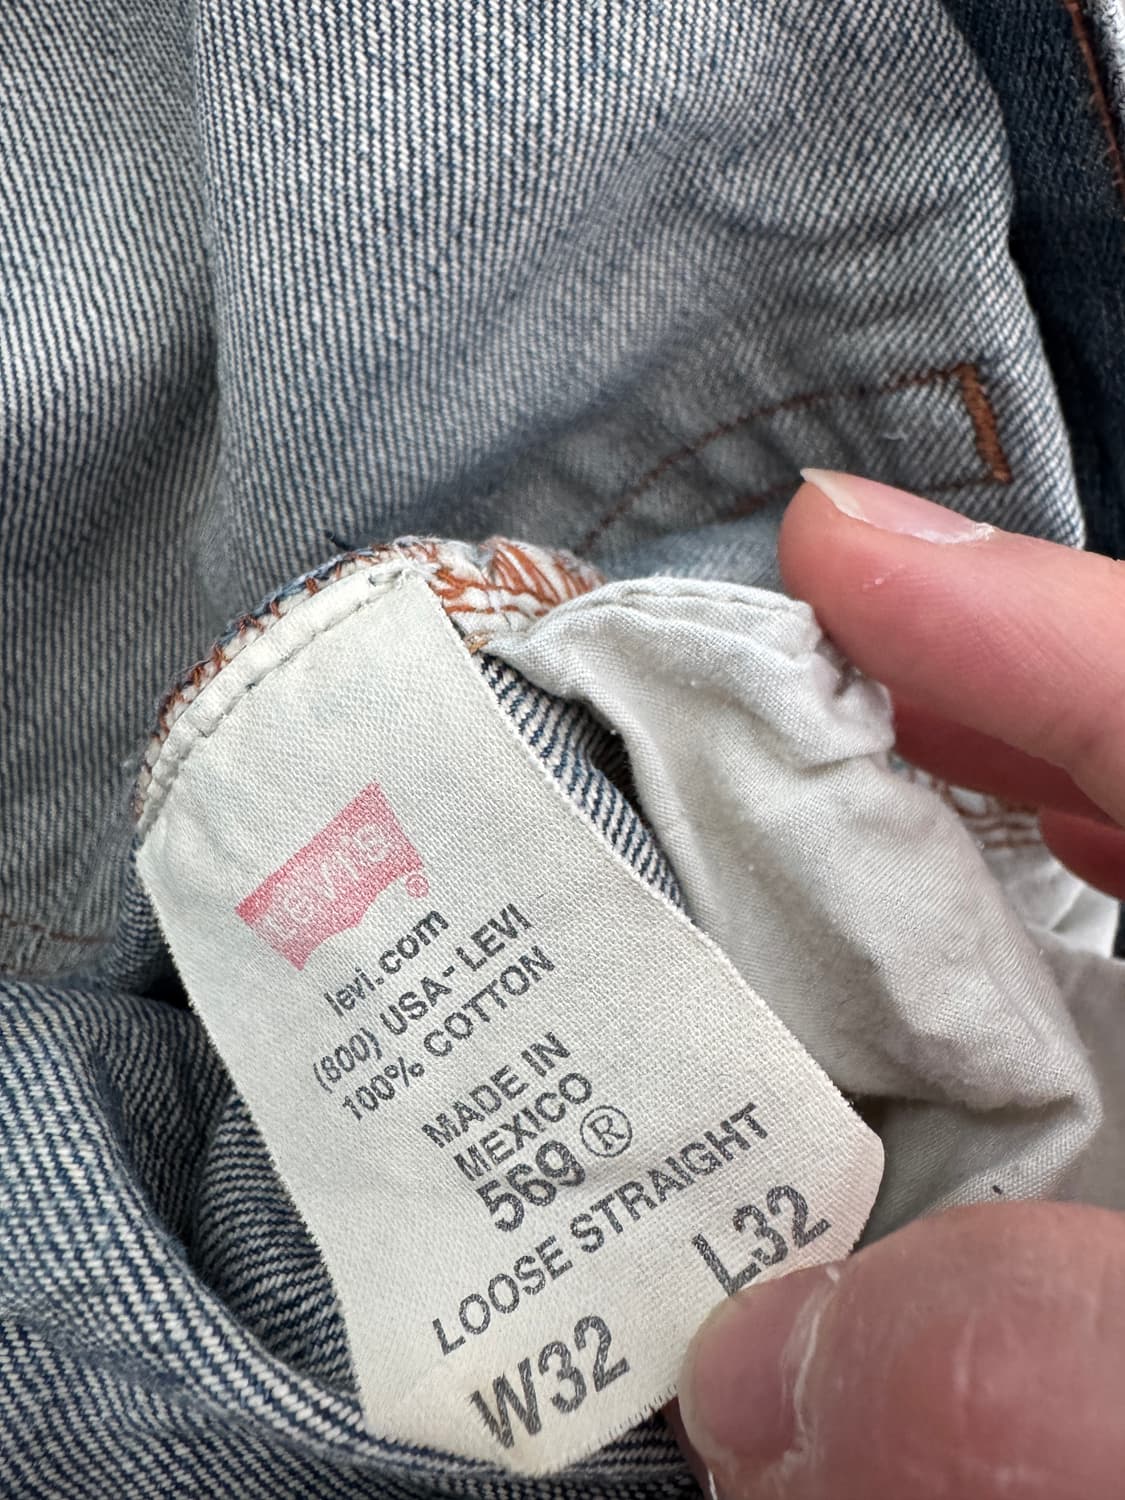 Levi's ®
levi.com
(800) USA-LEVI
100% COTTON
MADE IN
MEXICO
569 ®
LOOSE STRAIGHT
W32 L32